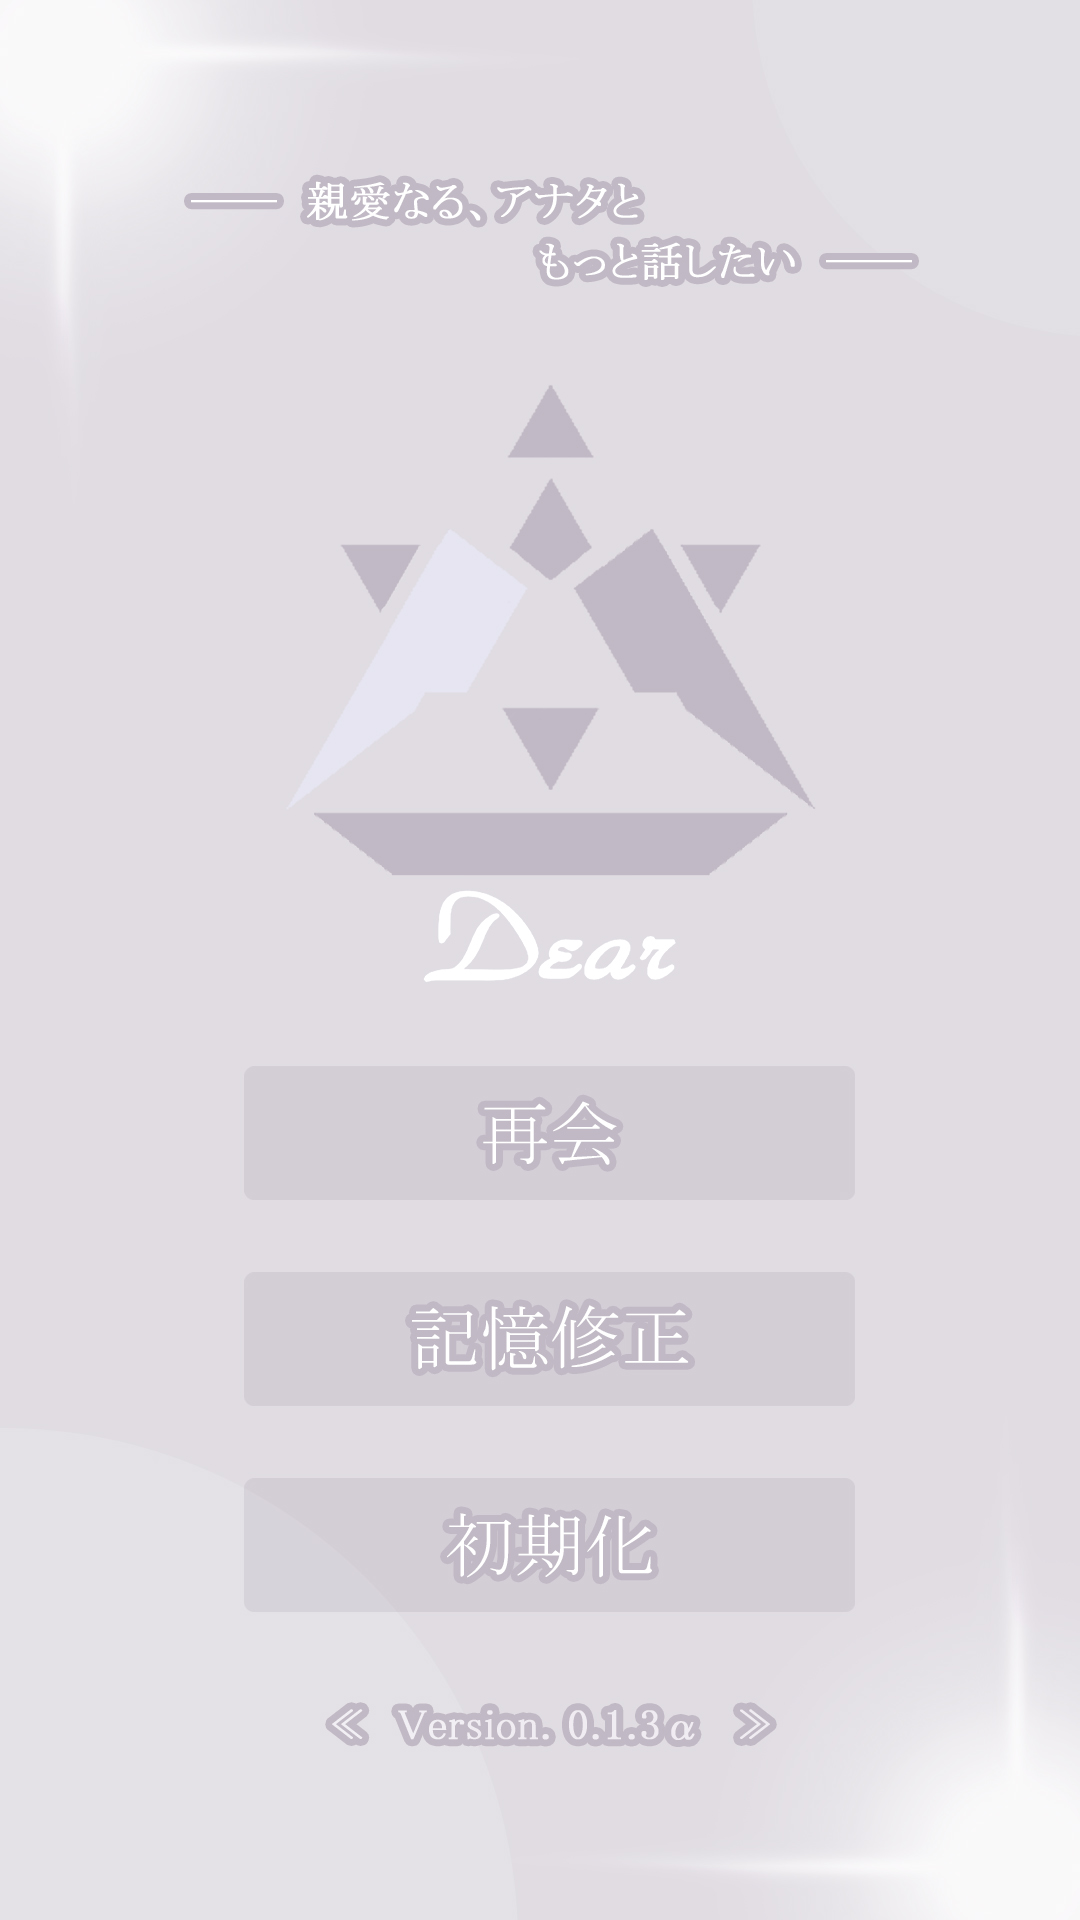 親愛なる、アナタと
もっと話したい
Dear
再会
記憶修正
初期化
≪ Version. 0.1.3α ≫